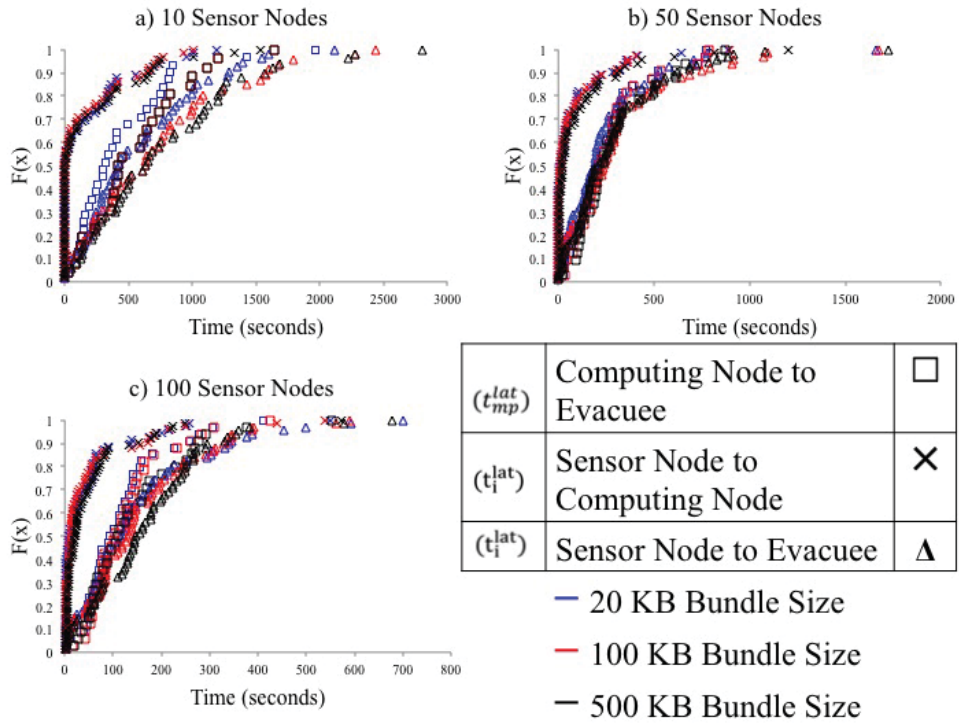 a) 10 Sensor Nodes
F(x)
1
0.9
0.8
0.7
0.6
0.5
0.4
0.3
0.2
0.1
0
0 500 1000 1500 2000 2500 3000
Time (seconds)
b) 50 Sensor Nodes
F(x)
1
0.9
0.8
0.7
0.6
0.5
0.4
0.3
0.2
0.1
0
0 500 1000 1500 2000
Time (seconds)
c) 100 Sensor Nodes
F(x)
1
0.9
0.8
0.7
0.6
0.5
0.4
0.3
0.2
0.1
0
0 100 200 300 400 500 600 700 800
Time (seconds)
(t_{mp}^{lat}) Computing Node to
Evacuee
(t_i^{lat}) Sensor Node to
Computing Node
(t_i^{lat}) Sensor Node to Evacuee
20 KB Bundle Size
100 KB Bundle Size
500 KB Bundle Size